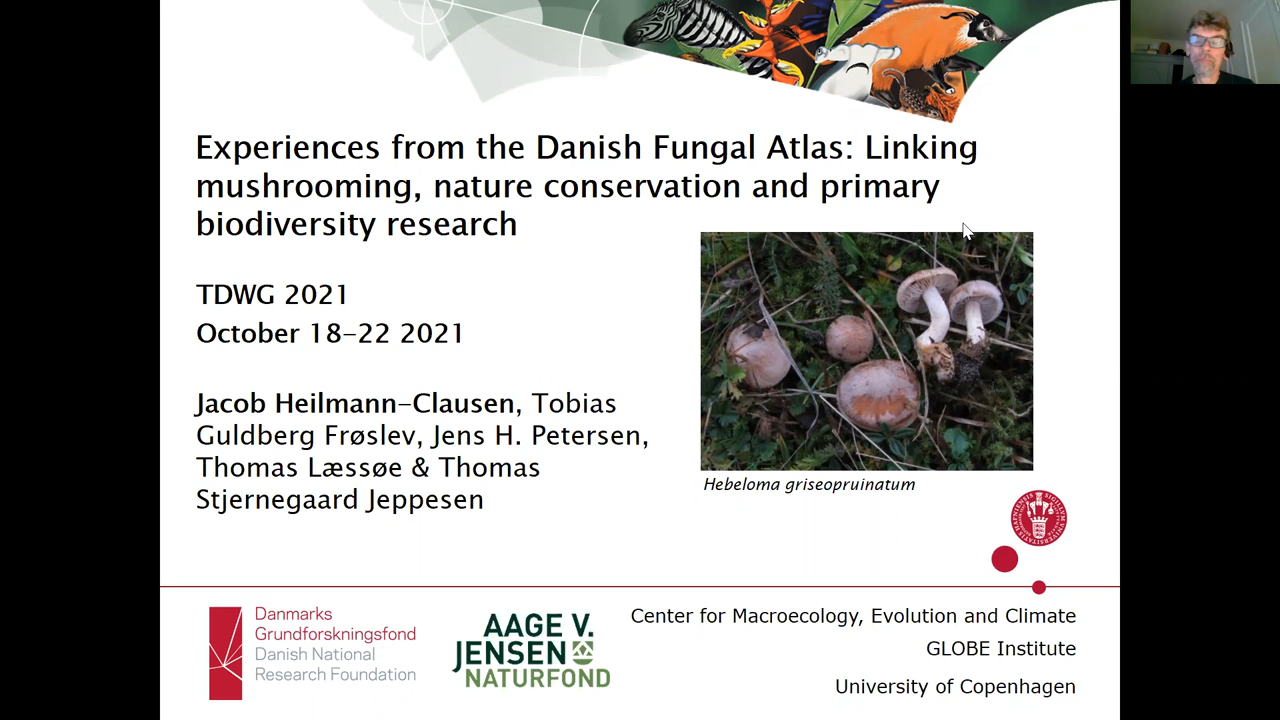 Experiences from the Danish Fungal Atlas: Linking
mushrooming, nature conservation and primary
biodiversity research
TDWG 2021
October 18-22 2021
Jacob Heilmann-Clausen, Tobias
Guldberg Frøslev, Jens H. Petersen,
Thomas Læssøe & Thomas
Stjernegaard Jeppesen
Hebeloma griseopruinatum
Danmarks
Grundforskningsfond
Danish National
Research Foundation
AAGE V.
JENSEN
NATURFOND
Center for Macroecology, Evolution and Climate
GLOBE Institute
University of Copenhagen